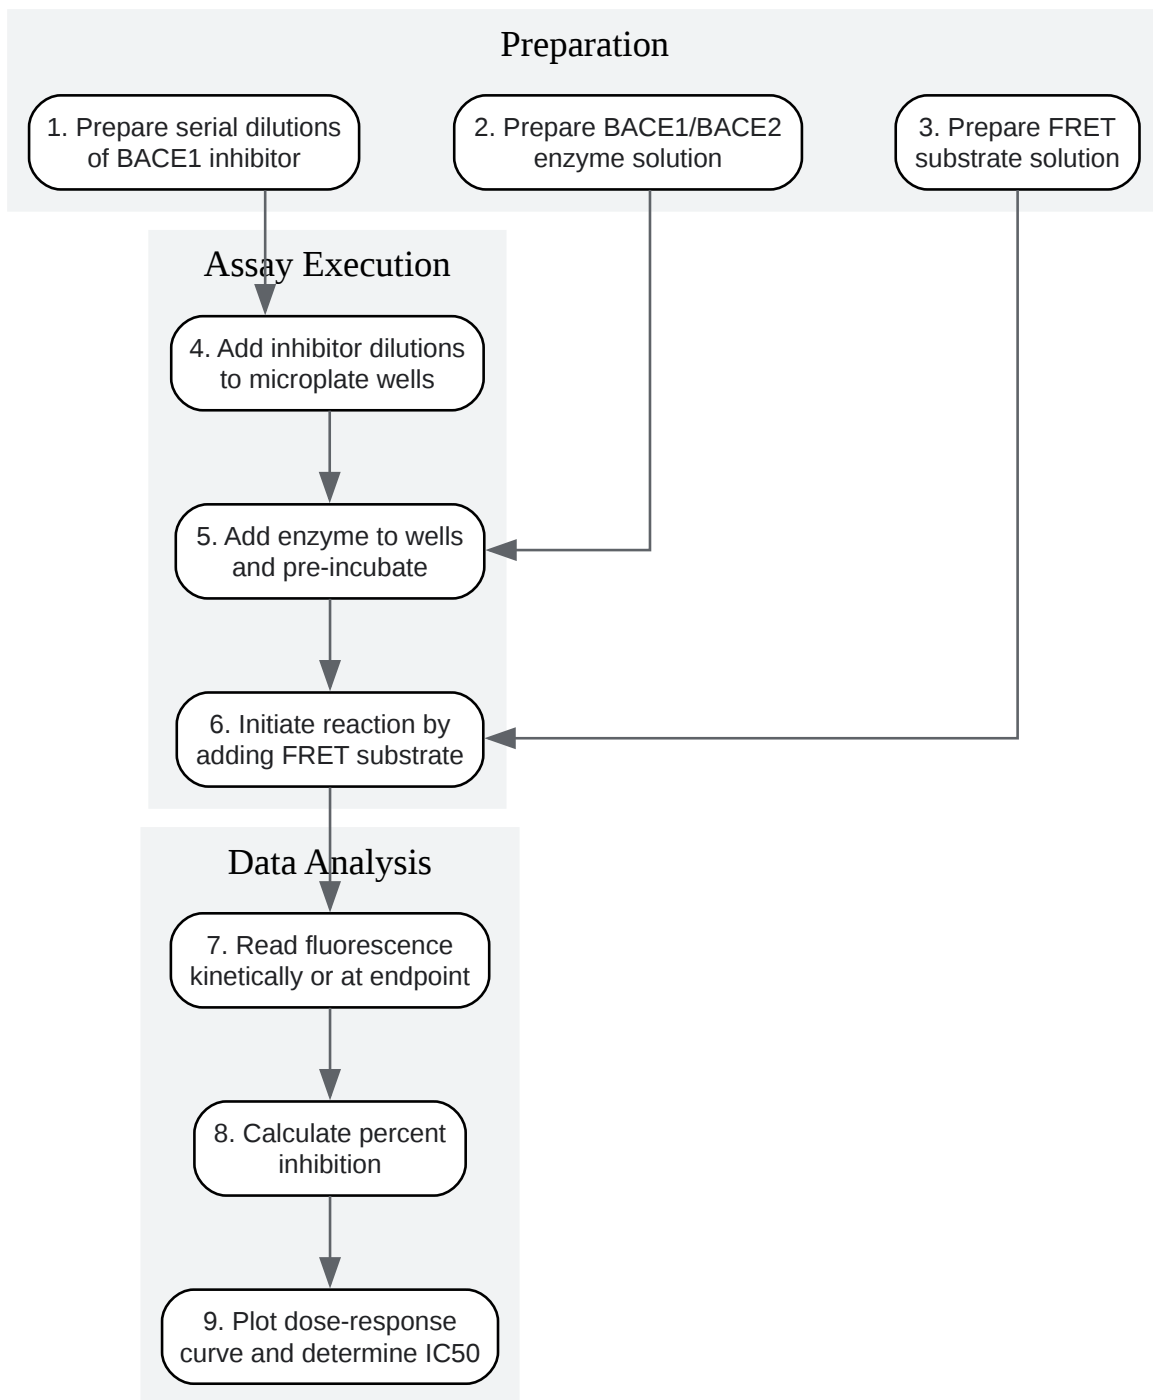 Preparation
1. Prepare serial dilutions
of BACE1 inhibitor
2. Prepare BACE1/BACE2
enzyme solution
3. Prepare FRET
substrate solution
Assay Execution
4. Add inhibitor dilutions
to microplate wells
5. Add enzyme to wells
and pre-incubate
6. Initiate reaction by
adding FRET substrate
Data Analysis
7. Read fluorescence
kinetically or at endpoint
8. Calculate percent
inhibition
9. Plot dose-response
curve and determine IC50